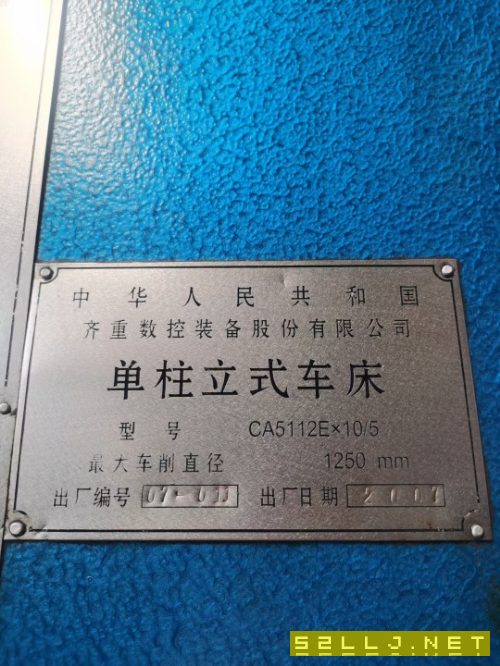 中华人民共和国
齐重数控装备股份有限公司
单柱立式车床
型号 CA5112E×10/5
最大车削直径 1250 mm
出厂编号 出厂日期 2007
S2LLJ.NET